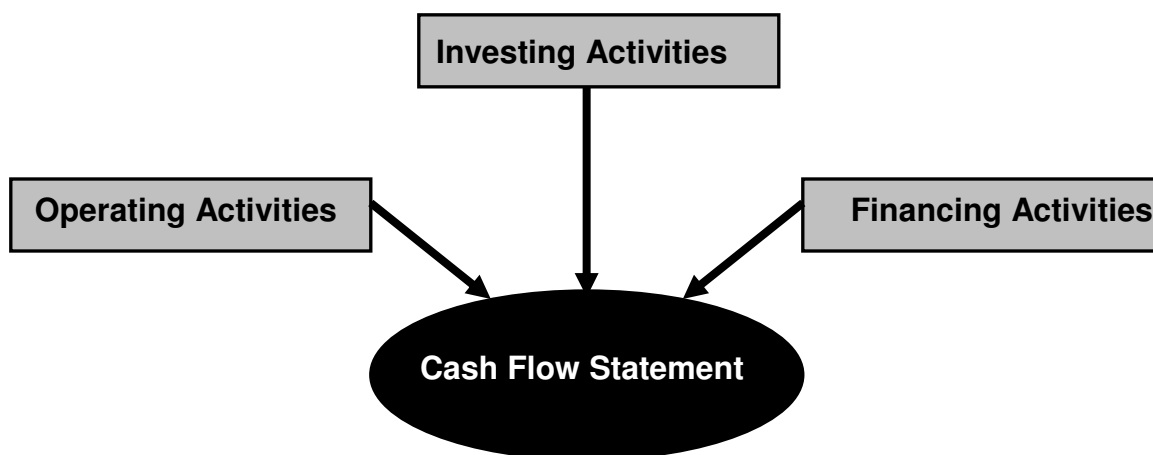 Investing Activities
Operating Activities
Financing Activities
Cash Flow Statement